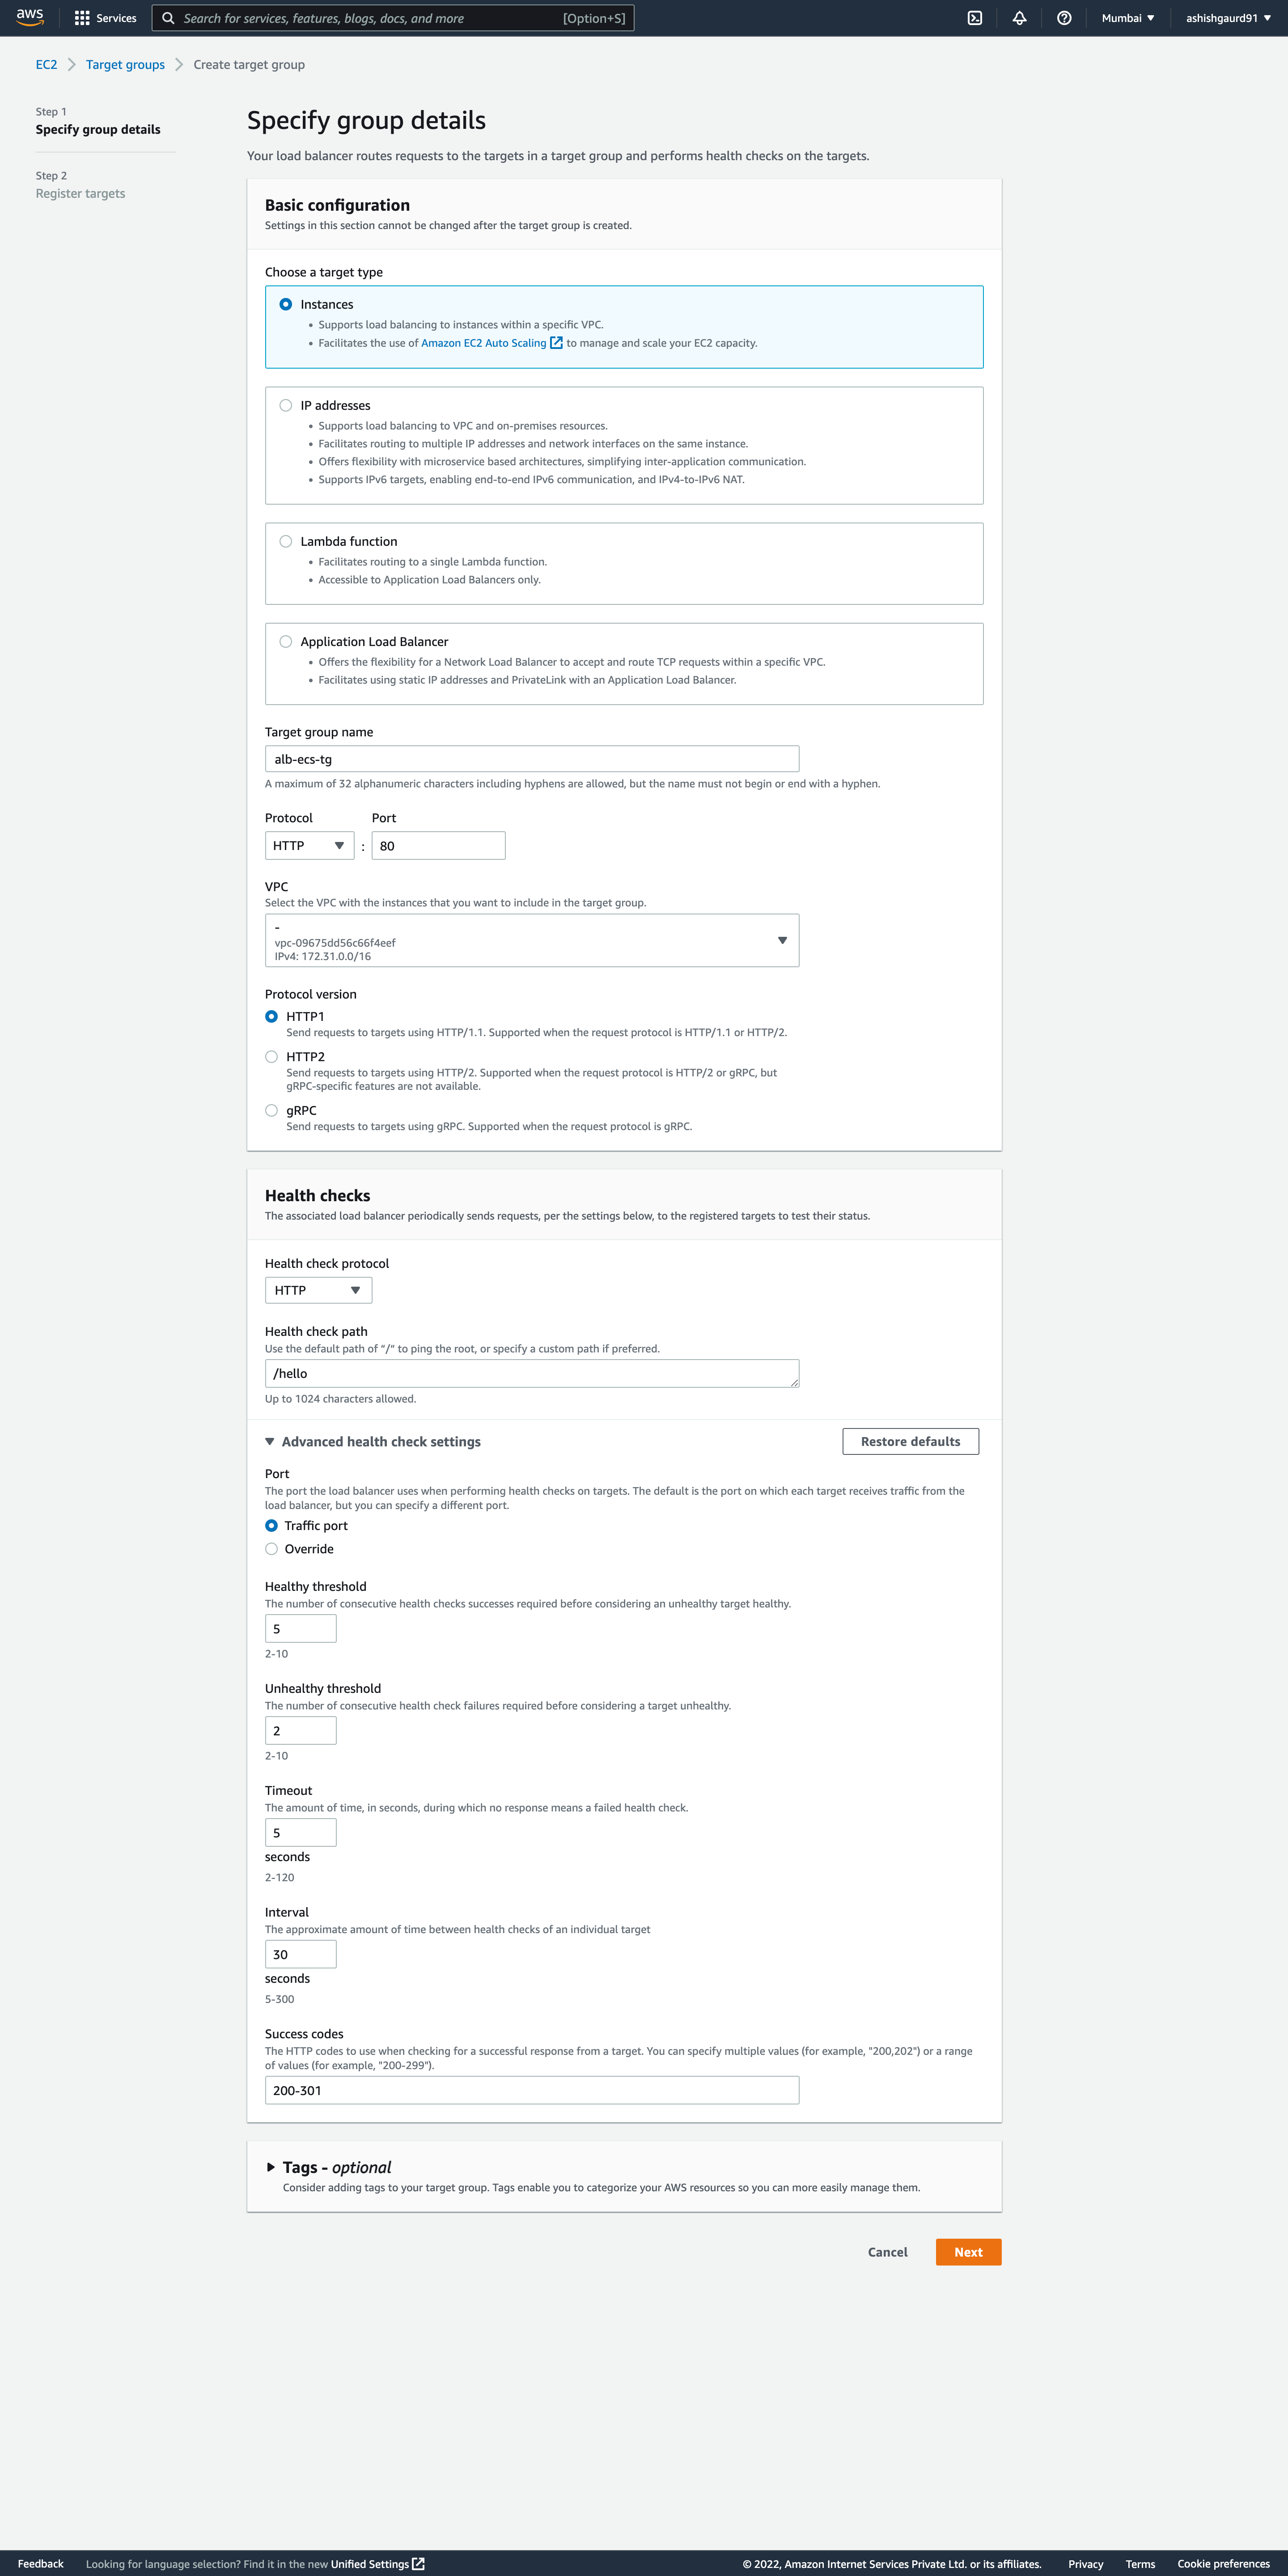 aws Services Search for services, features, blogs, docs, and more [Option+S] Mumbai ashishgaurd91
EC2 Target groups Create target group
Step 1
Specify group details
Step 2
Register targets
Specify group details
Your load balancer routes requests to the targets in a target group and performs health checks on the targets.
Basic configuration
Settings in this section cannot be changed after the target group is created.
Choose a target type
Instances
• Supports load balancing to instances within a specific VPC.
• Facilitates the use of Amazon EC2 Auto Scaling to manage and scale your EC2 capacity.
IP addresses
• Supports load balancing to VPC and on-premises resources.
• Facilitates routing to multiple IP addresses and network interfaces on the same instance.
• Offers flexibility with microservice based architectures, simplifying inter-application communication.
• Supports IPv6 targets, enabling end-to-end IPv6 communication, and IPv4-to-IPv6 NAT.
Lambda function
• Facilitates routing to a single Lambda function.
• Accessible to Application Load Balancers only.
Application Load Balancer
• Offers the flexibility for a Network Load Balancer to accept and route TCP requests within a specific VPC.
• Facilitates using static IP addresses and PrivateLink with an Application Load Balancer.
Target group name
alb-ecs-tg
A maximum of 32 alphanumeric characters including hyphens are allowed, but the name must not begin or end with a hyphen.
Protocol Port
HTTP : 80
VPC
Select the VPC with the instances that you want to include in the target group.
-
vpc-09675dd56c66f4eef
IPv4: 172.31.0.0/16
Protocol version
HTTP1
Send requests to targets using HTTP/1.1. Supported when the request protocol is HTTP/1.1 or HTTP/2.
HTTP2
Send requests to targets using HTTP/2. Supported when the request protocol is HTTP/2 or gRPC, but
gRPC-specific features are not available.
gRPC
Send requests to targets using gRPC. Supported when the request protocol is gRPC.
Health checks
The associated load balancer periodically sends requests, per the settings below, to the registered targets to test their status.
Health check protocol
HTTP
Health check path
Use the default path of "/" to ping the root, or specify a custom path if preferred.
/hello
Up to 1024 characters allowed.
Advanced health check settings Restore defaults
Port
The port the load balancer uses when performing health checks on targets. The default is the port on which each target receives traffic from the
load balancer, but you can specify a different port.
Traffic port
Override
Healthy threshold
The number of consecutive health checks successes required before considering an unhealthy target healthy.
5
2-10
Unhealthy threshold
The number of consecutive health check failures required before considering a target unhealthy.
2
2-10
Timeout
The amount of time, in seconds, during which no response means a failed health check.
5
seconds
2-120
Interval
The approximate amount of time between health checks of an individual target
30
seconds
5-300
Success codes
The HTTP codes to use when checking for a successful response from a target. You can specify multiple values (for example, "200,202") or a range
of values (for example, "200-299").
200-301
Tags - optional
Consider adding tags to your target group. Tags enable you to categorize your AWS resources so you can more easily manage them.
Cancel Next
Feedback Looking for language selection? Find it in the new Unified Settings © 2022, Amazon Internet Services Private Ltd. or its affiliates. Privacy Terms Cookie preferences